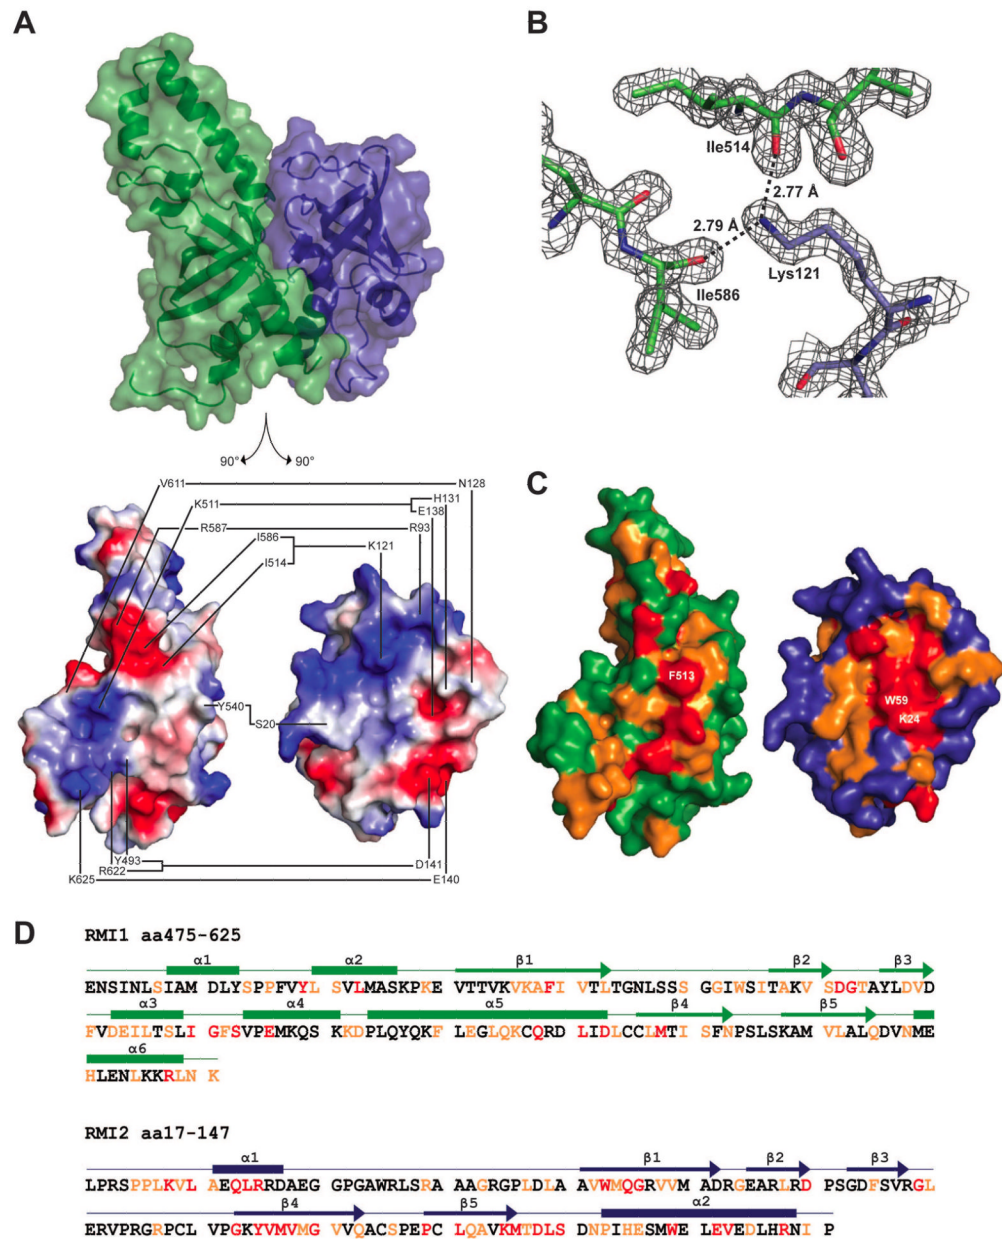 A
B
Ile514
2.77 Å
2.79 Å
Lys121
Ile586
90° 90°
V611 N128
K511 H131
E138
R587 R93
I586 K121
I514
Y540 S20
Y493
R622 D141
K625 E140
C
F513
W59
K24
D
RMI1 aa475-625
α1 α2 β1 β2 β3
ENSINLSIAM DLYSPPFVYL SVLMASKPKE VTTVKVKAFI VTLTGNLSSS GGIWSITAKV SDGTAYLDVD
α3 α4 α5 β4 β5
FVDEILTSLI GFSVPEMKQS KKDPLQYQKF LEGLQKCQRD LIDLCCLMTI SFNPSLSKAM VLALQDVNME
α6
HLENLKKRLN K
RMI2 aa17-147
α1 β1 β2 β3
LPRSPPLKVL AEQLRRDAEG GPGAWRLSRA AAGRGPLDLA AVWMQGRVVM ADRGEARLRD PSGDFSVRGL
β4 β5 α2
ERVPRGRPCL VPGKYVMVMG VVQACSPEPC LQAVKMTDLS DNPIHESMWE LEVEDLHRNI P